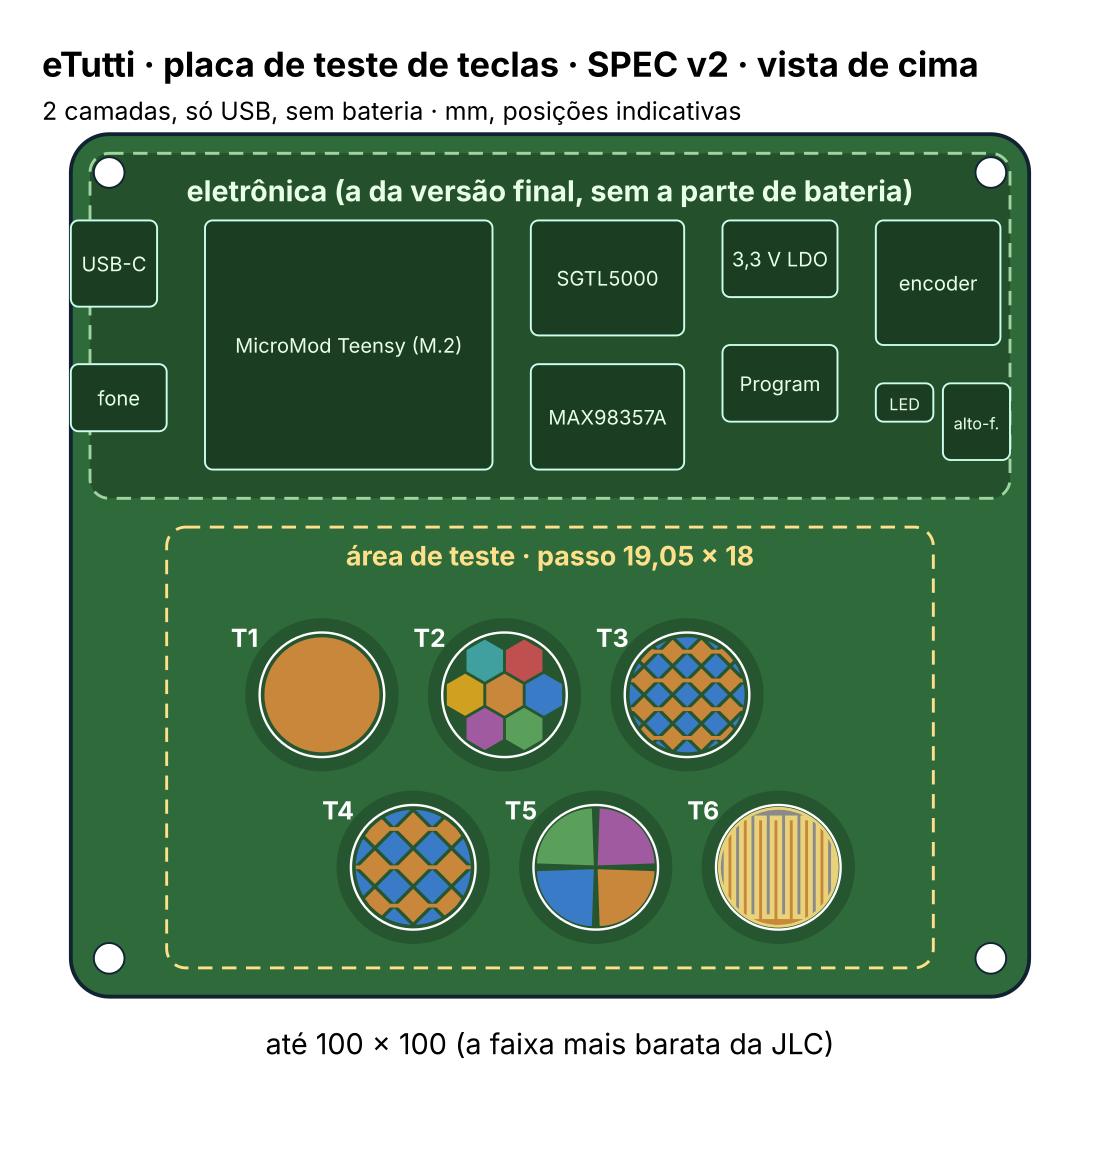 eTutti · placa de teste de teclas · SPEC v2 · vista de cima
2 camadas, só USB, sem bateria · mm, posições indicativas
eletrônica (a da versão final, sem a parte de bateria)
USB-C
MicroMod Teensy (M.2)
SGTL5000
3,3 V LDO
encoder
fone
MAX98357A
Program
LED
alto-f.
área de teste · passo 19,05 × 18
T1
T2
T3
T4
T5
T6
até 100 × 100 (a faixa mais barata da JLC)